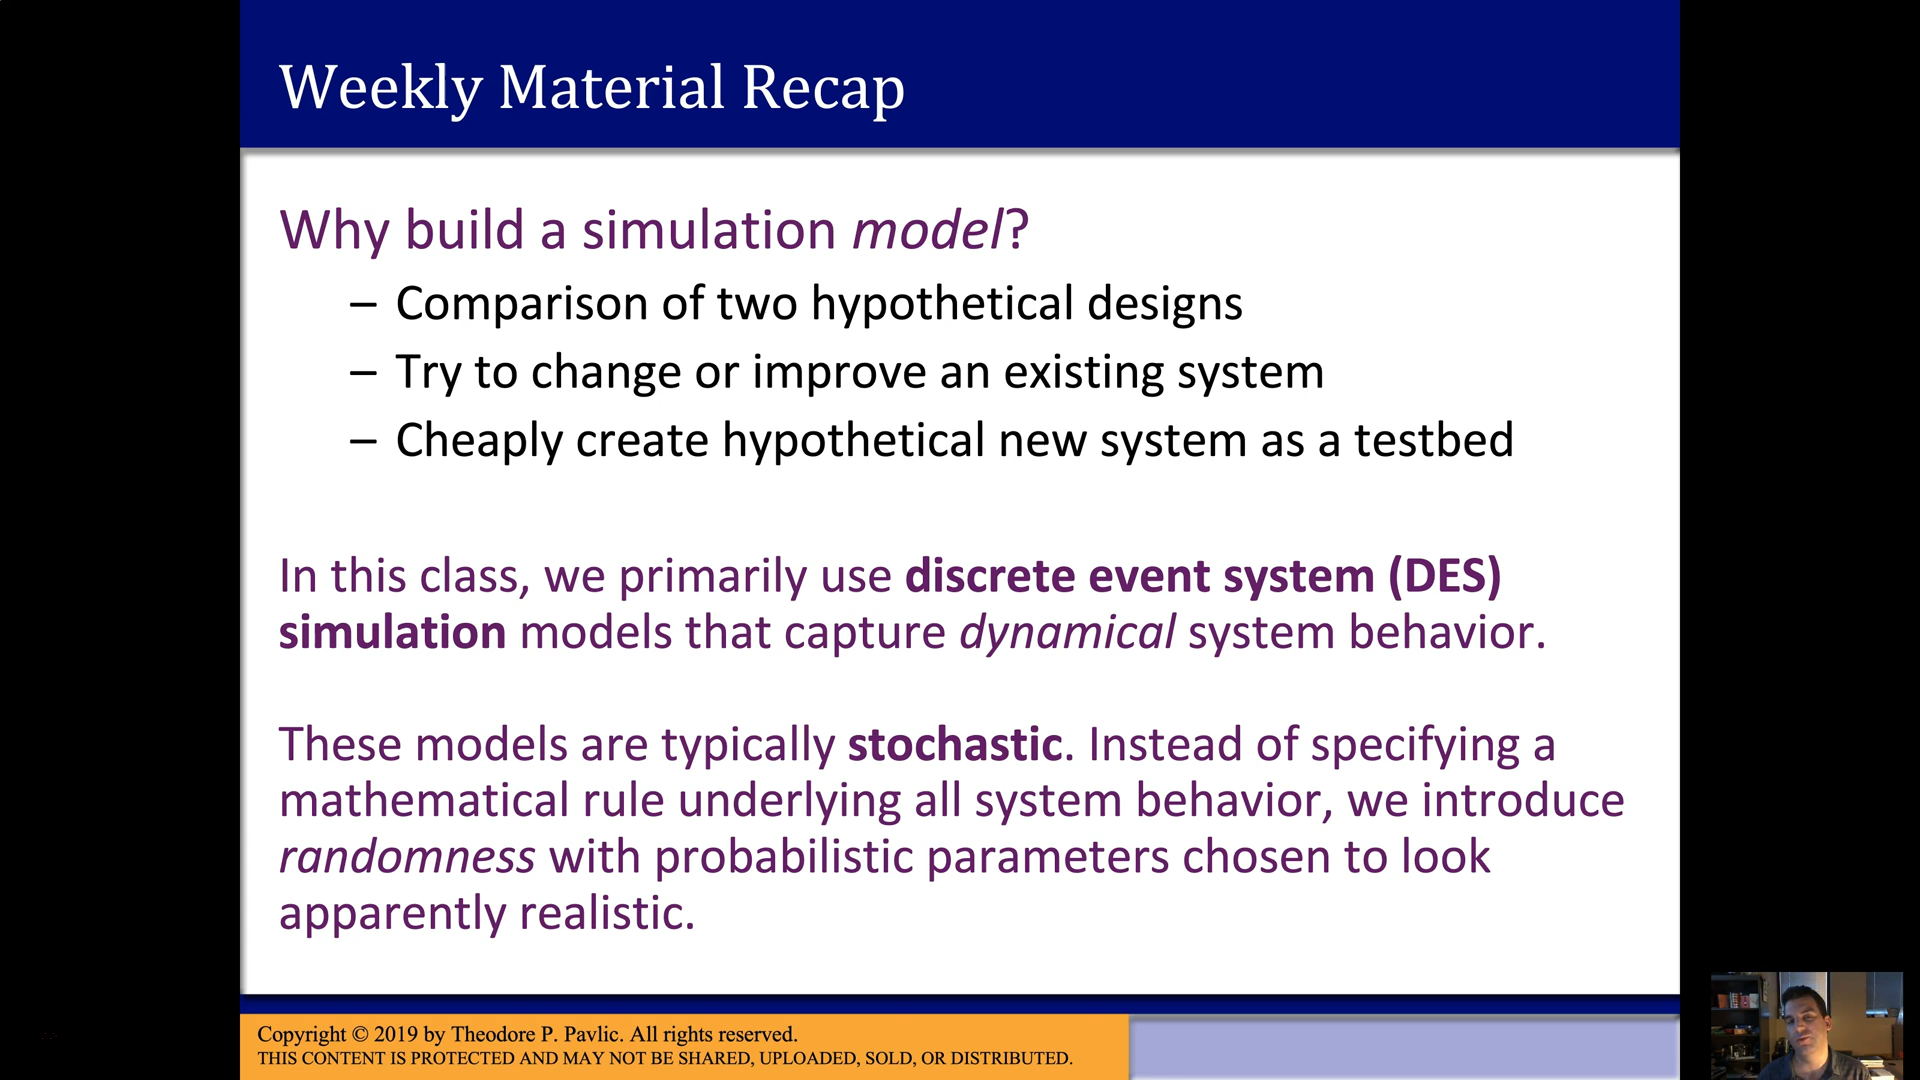 Weekly Material Recap
Why build a simulation model?
– Comparison of two hypothetical designs
– Try to change or improve an existing system
– Cheaply create hypothetical new system as a testbed
In this class, we primarily use discrete event system (DES)
simulation models that capture dynamical system behavior.
These models are typically stochastic. Instead of specifying a
mathematical rule underlying all system behavior, we introduce
randomness with probabilistic parameters chosen to look
apparently realistic.
Copyright © 2019 by Theodore P. Pavlic. All rights reserved.
THIS CONTENT IS PROTECTED AND MAY NOT BE SHARED, UPLOADED, SOLD, OR DISTRIBUTED.